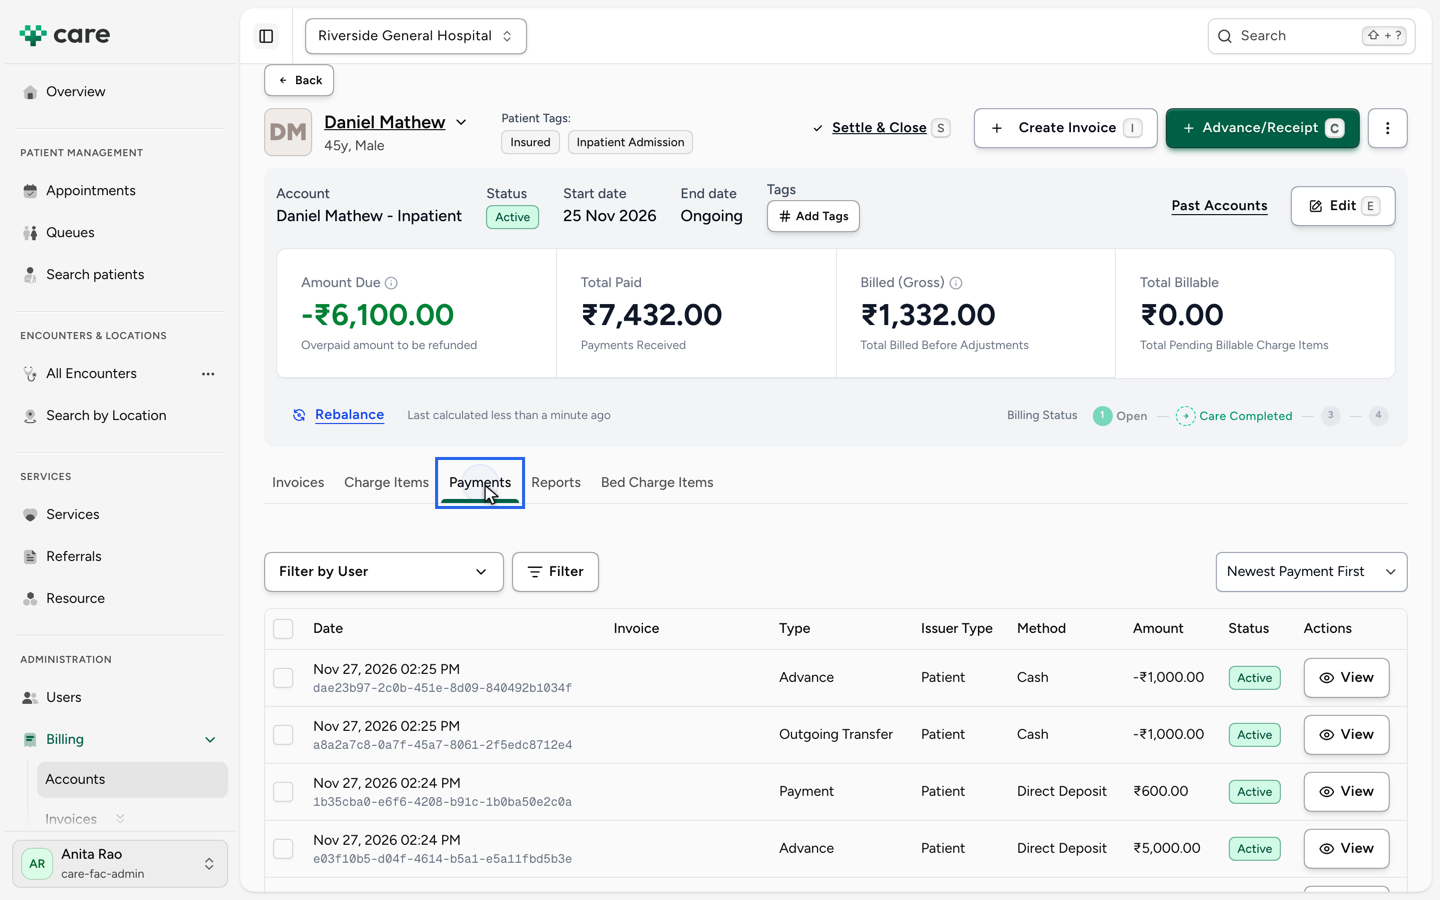 care
Riverside General Hospital
Search
⇧ + ?
Overview
PATIENT MANAGEMENT
Appointments
Queues
Search patients
ENCOUNTERS & LOCATIONS
All Encounters
Search by Location
SERVICES
Services
Referrals
Resource
ADMINISTRATION
Users
Billing
Accounts
Invoices
AR
Anita Rao
care-fac-admin
← Back
DM
Daniel Mathew
45y, Male
Patient Tags:
Insured
Inpatient Admission
Settle & Close S
+ Create Invoice I
+ Advance/Receipt C
Account
Daniel Mathew - Inpatient
Status
Active
Start date
25 Nov 2026
End date
Ongoing
Tags
# Add Tags
Past Accounts
Edit E
Amount Due
-₹6,100.00
Overpaid amount to be refunded
Total Paid
₹7,432.00
Payments Received
Billed (Gross)
₹1,332.00
Total Billed Before Adjustments
Total Billable
₹0.00
Total Pending Billable Charge Items
Rebalance
Last calculated less than a minute ago
Billing Status 1 Open — Care Completed — 3 — 4
Invoices Charge Items Payments Reports Bed Charge Items
Filter by User
Filter
Newest Payment First
Date Invoice Type Issuer Type Method Amount Status Actions
Nov 27, 2026 02:25 PM
dae23b97-2c0b-451e-8d09-840492b1034f
Advance Patient Cash -₹1,000.00 Active View
Nov 27, 2026 02:25 PM
a8a2a7c8-0a7f-45a7-8061-2f5edc8712e4
Outgoing Transfer Patient Cash -₹1,000.00 Active View
Nov 27, 2026 02:24 PM
1b35cba0-e6f6-4208-b91c-1b0ba50e2c0a
Payment Patient Direct Deposit ₹600.00 Active View
Nov 27, 2026 02:24 PM
e03f10b5-d04f-4614-b5a1-e5a11fbd5b3e
Advance Patient Direct Deposit ₹5,000.00 Active View